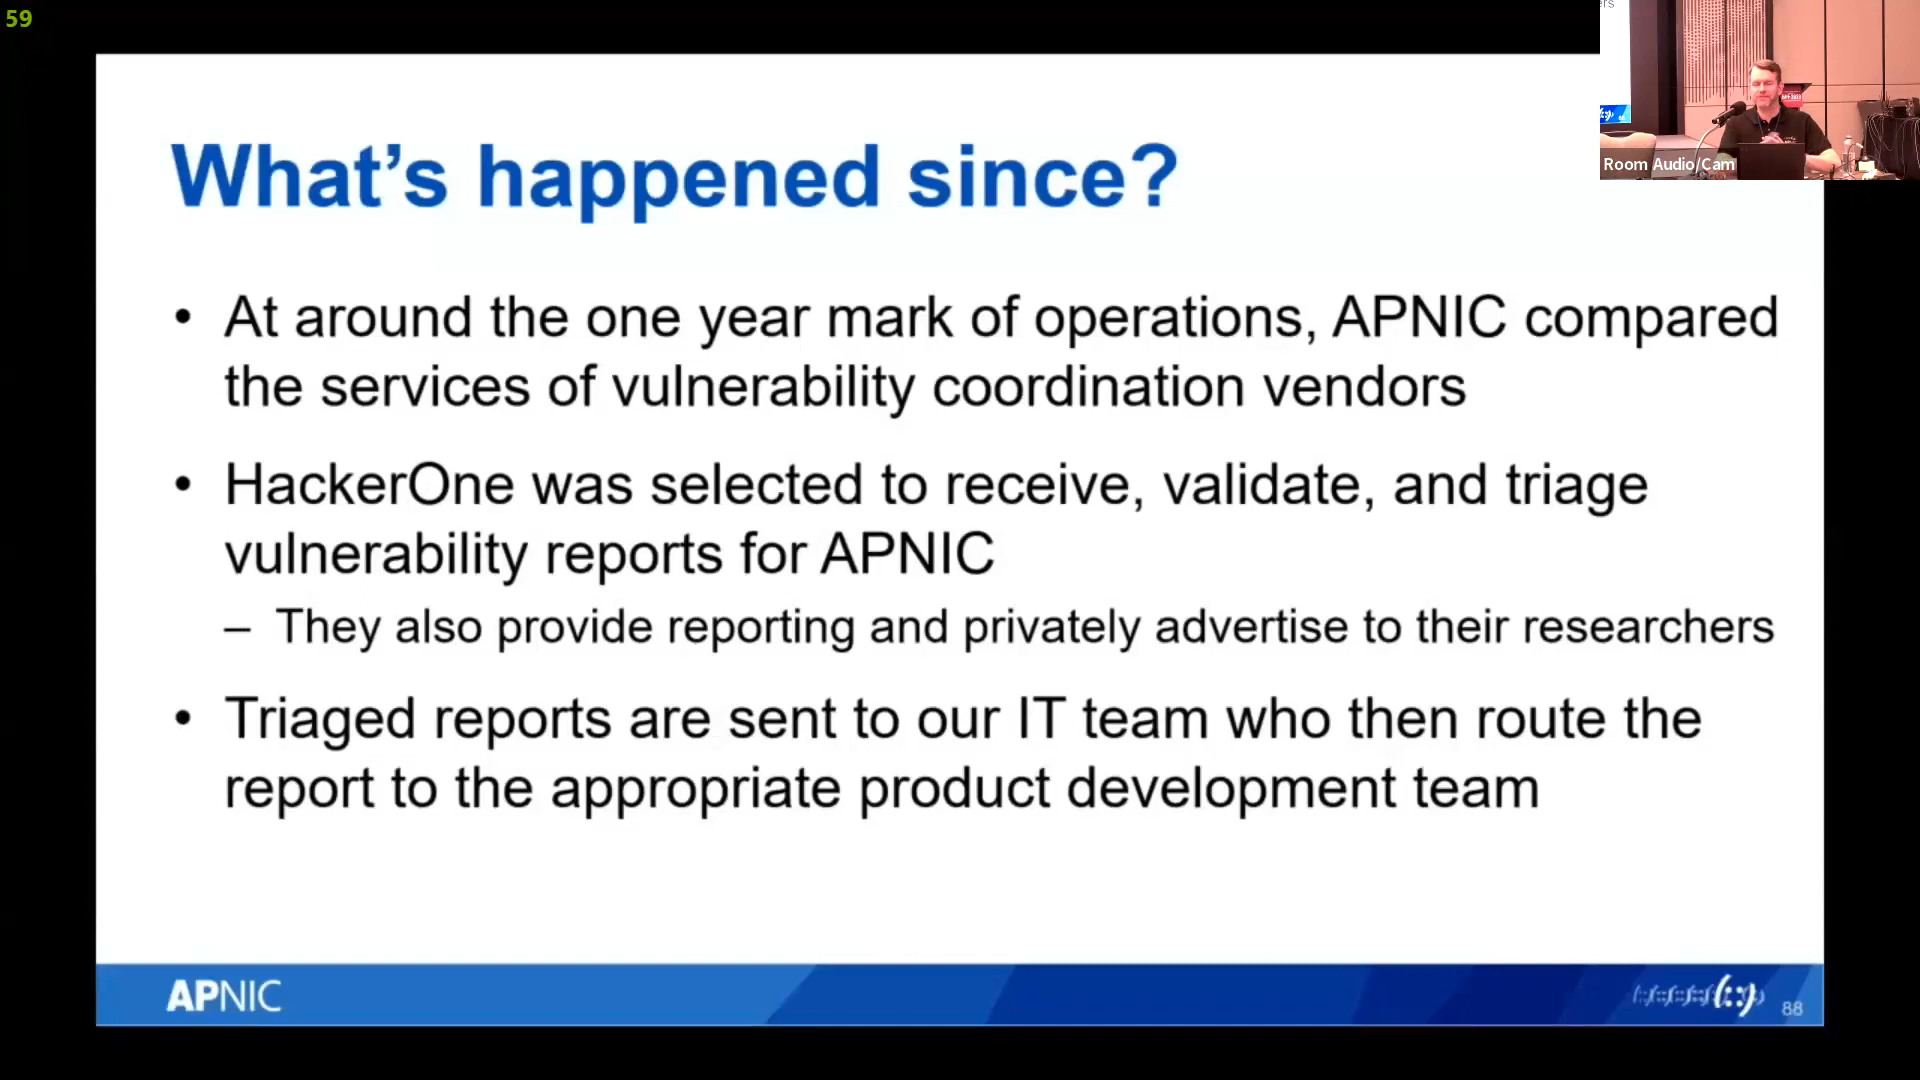 59
What's happened since?
• At around the one year mark of operations, APNIC compared
the services of vulnerability coordination vendors
• HackerOne was selected to receive, validate, and triage
vulnerability reports for APNIC
– They also provide reporting and privately advertise to their researchers
• Triaged reports are sent to our IT team who then route the
report to the appropriate product development team
APNIC
88
Room Audio/Cam